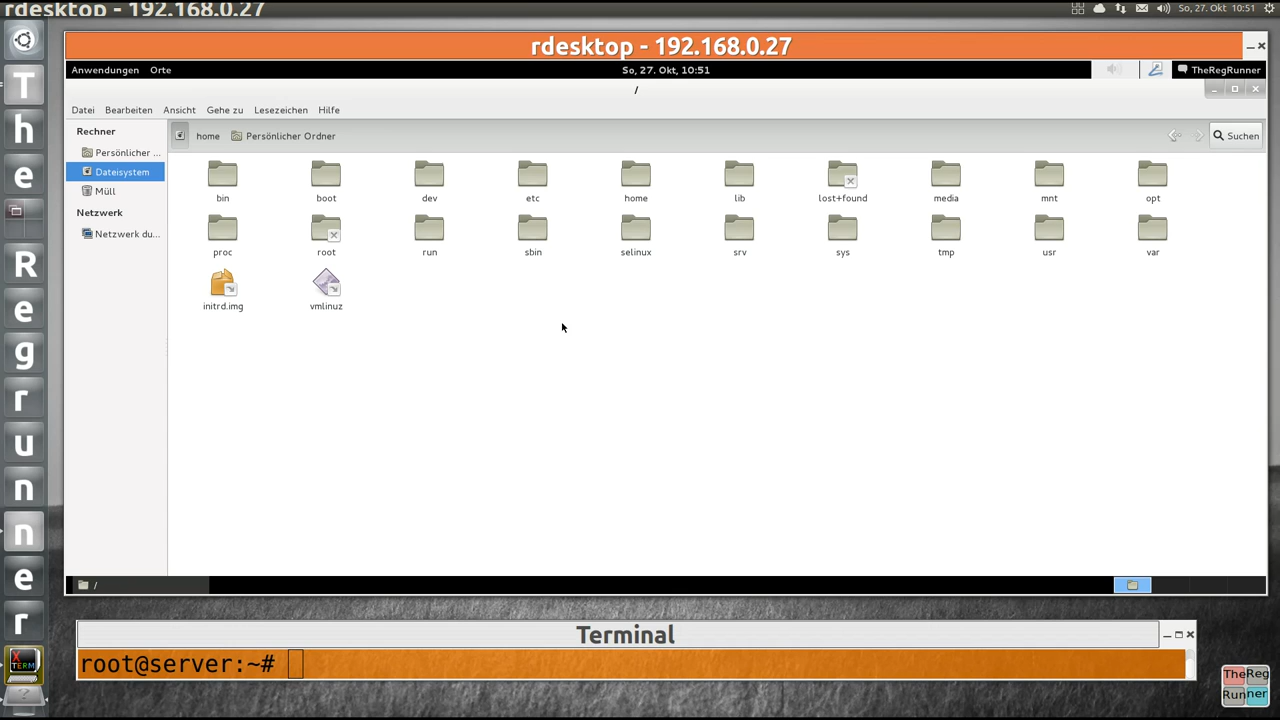 rdesktop - 192.168.0.27
So, 27. Okt 10:51
rdesktop - 192.168.0.27
Anwendungen Orte
So, 27. Okt, 10:51
TheRegRunner
/
Datei Bearbeiten Ansicht Gehe zu Lesezeichen Hilfe
Rechner
Persönlicher ...
Dateisystem
Müll
Netzwerk
Netzwerk du...
home Persönlicher Ordner
Suchen
bin boot dev etc home lib lost+found media mnt opt
proc root run sbin selinux srv sys tmp usr var
initrd.img vmlinuz
/
T
h
e
R
e
g
r
u
n
n
e
r
X
TERM
?
Terminal
root@server:~#
TheReg
Runner